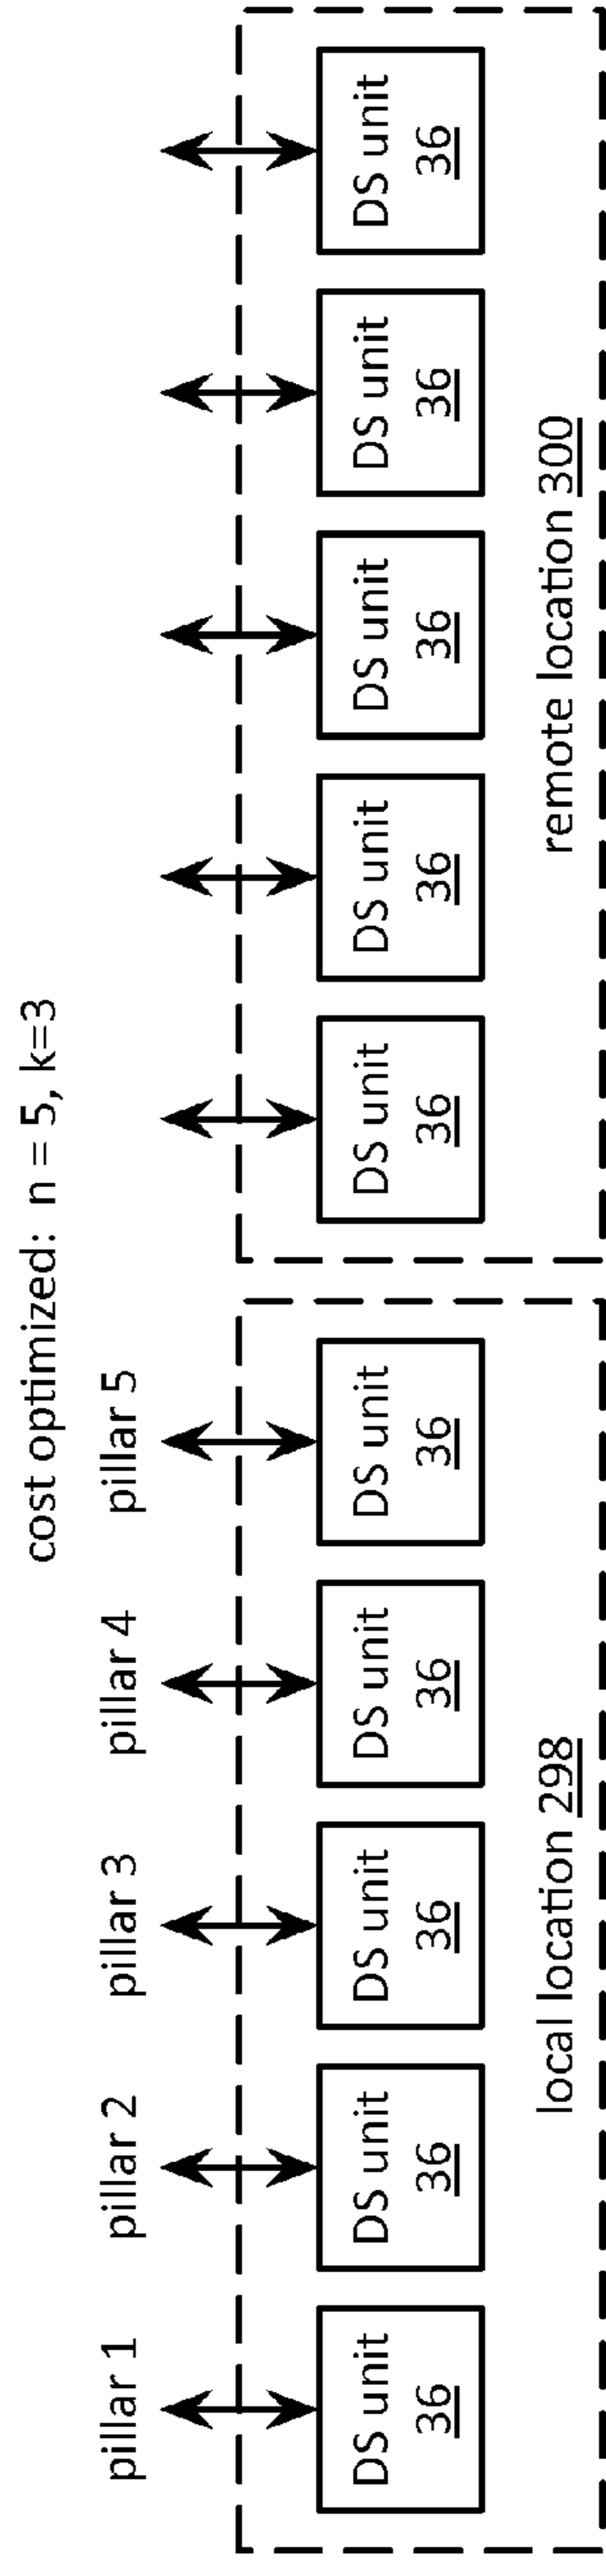 cost optimized: n = 5, k=3
pillar 1
pillar 2
pillar 3
pillar 4
pillar 5
DS unit
36
DS unit
36
DS unit
36
DS unit
36
DS unit
36
DS unit
36
DS unit
36
DS unit
36
DS unit
36
DS unit
36
local location 298
remote location 300